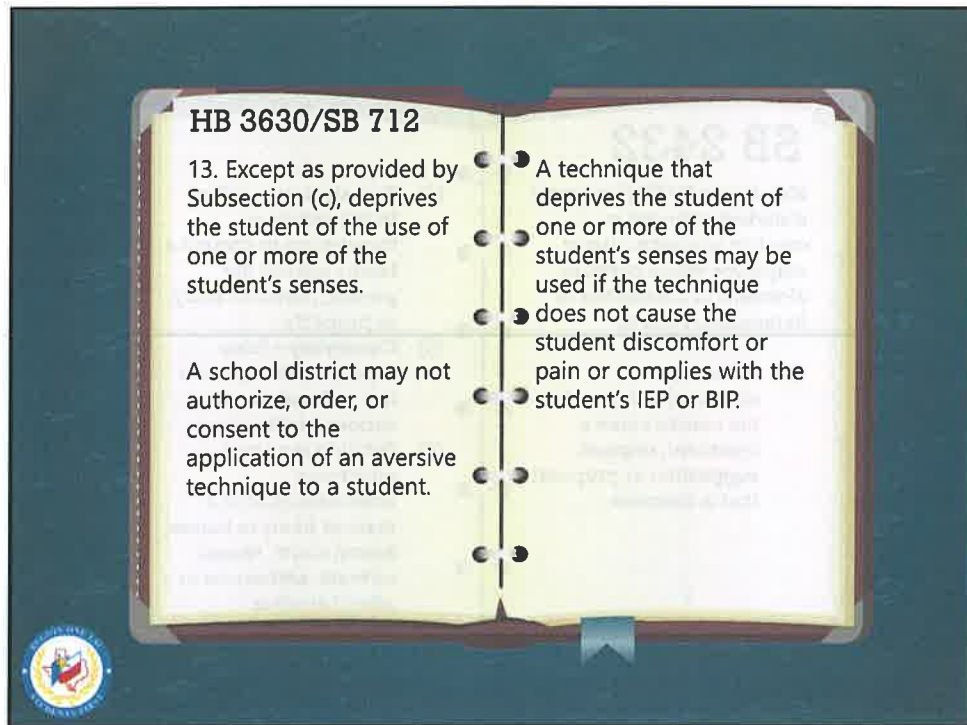 HB 3630/SB 712
13. Except as provided by
Subsection (c), deprives
the student of the use of
one or more of the
student's senses.
A school district may not
authorize, order, or
consent to the
application of an aversive
technique to a student.
A technique that
deprives the student of
one or more of the
student's senses may be
used if the technique
does not cause the
student discomfort or
pain or complies with the
student's IEP or BIP.
STUDENTS FIRST